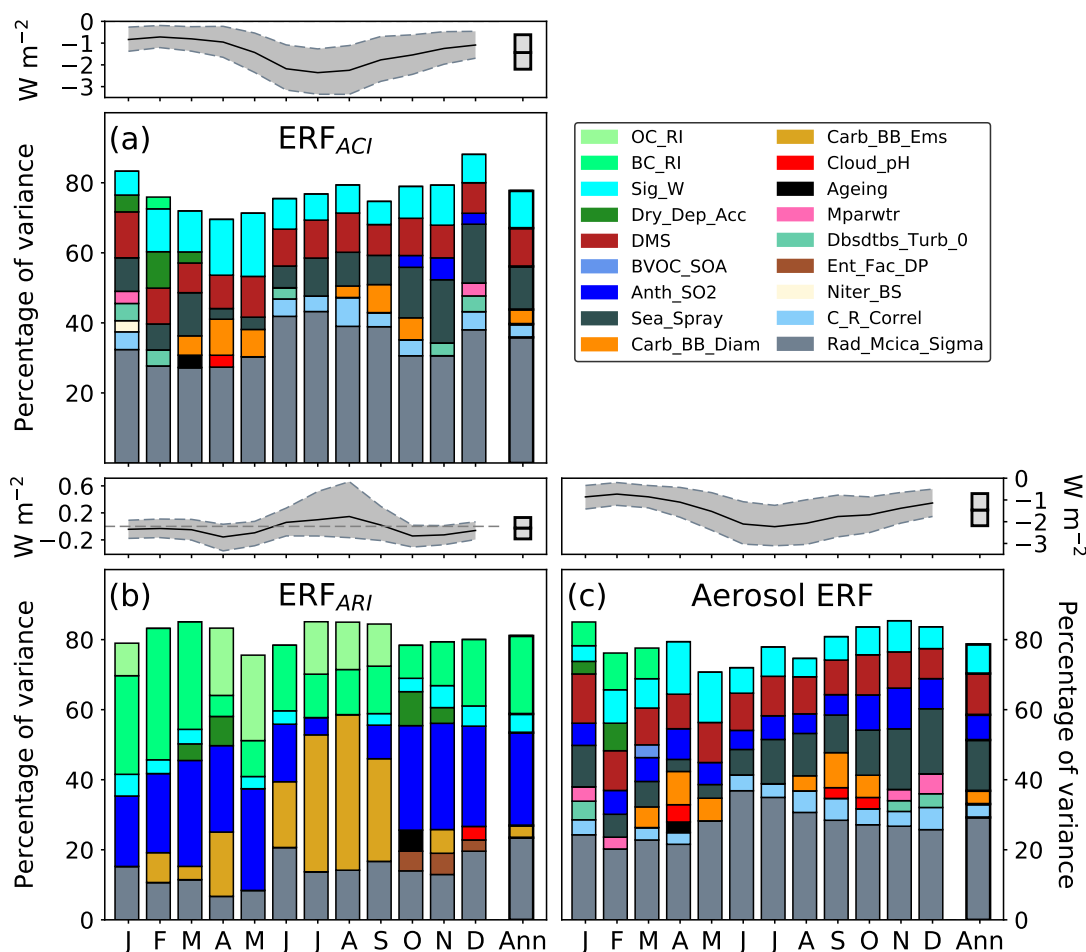 W m−2
0
−1
−2
−3
(a)
ERFACI
Percentage of variance
80
60
40
20
OC_RI
BC_RI
Sig_W
Dry_Dep_Acc
DMS
BVOC_SOA
Anth_SO2
Sea_Spray
Carb_BB_Diam
Carb_BB_Ems
Cloud_pH
Ageing
Mparwtr
Dbsdtbs_Turb_0
Ent_Fac_DP
Niter_BS
C_R_Correl
Rad_Mcica_Sigma
W m−2
0.6
0.2
−0.2
0
−1
−2
−3
W m−2
(b)
ERFARI
Percentage of variance
80
60
40
20
0
J F M A M J J A S O N D Ann
(c)
Aerosol ERF
80
60
40
20
0
Percentage of variance
J F M A M J J A S O N D Ann